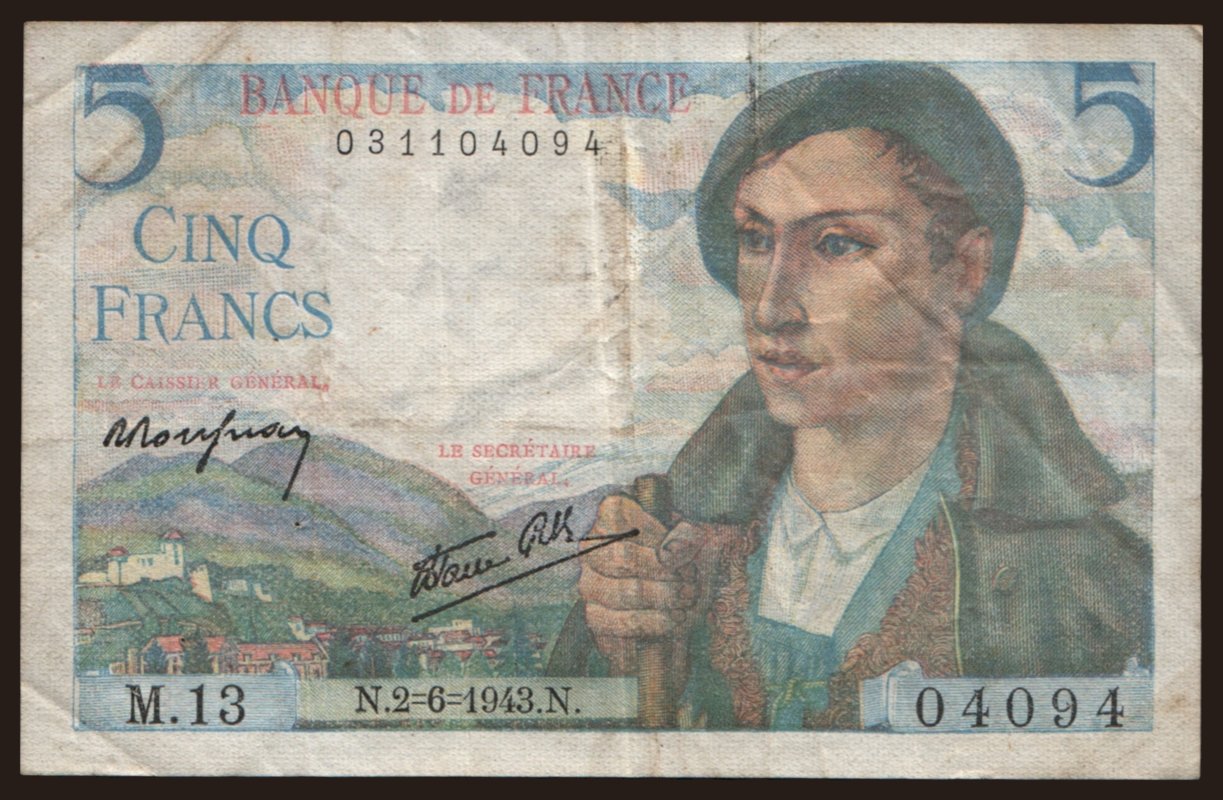 5 BANQUE DE FRANCE 5
031104094
CINQ
FRANCS
LE CAISSIER GÉNÉRAL,
LE SECRÉTAIRE
GÉNÉRAL,
M.13 N.2=6=1943.N. 04094